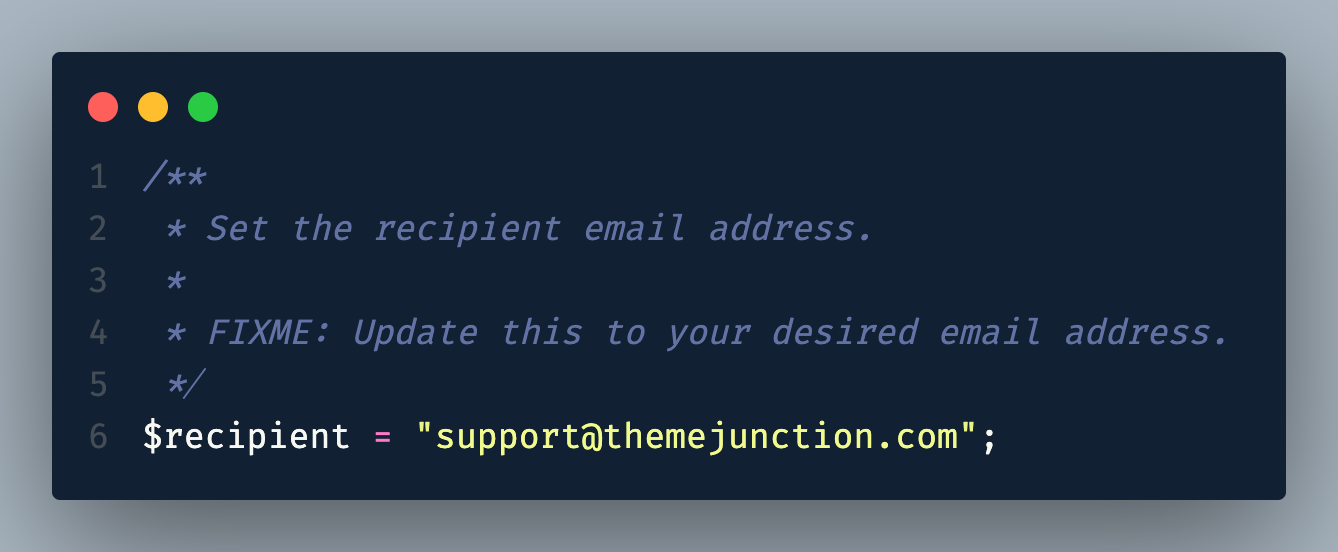 1 /**
2  * Set the recipient email address.
3  *
4  * FIXME: Update this to your desired email address.
5  */
6 $recipient = "support@themejunction.com";